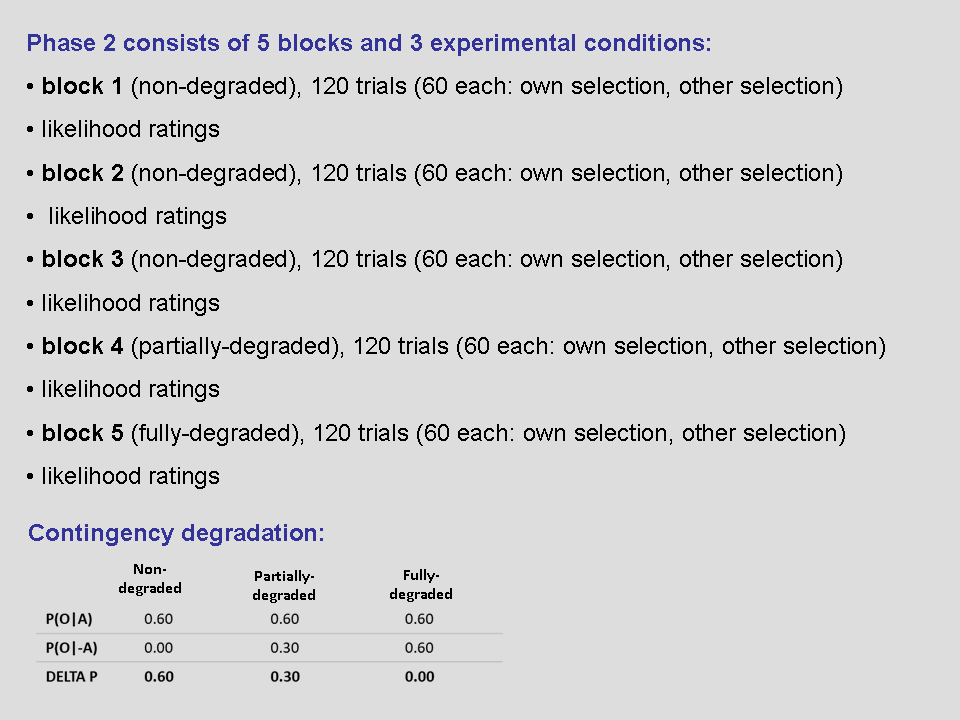 Phase 2 consists of 5 blocks and 3 experimental conditions:
• block 1 (non-degraded), 120 trials (60 each: own selection, other selection)
• likelihood ratings
• block 2 (non-degraded), 120 trials (60 each: own selection, other selection)
•  likelihood ratings
• block 3 (non-degraded), 120 trials (60 each: own selection, other selection)
• likelihood ratings
• block 4 (partially-degraded), 120 trials (60 each: own selection, other selection)
• likelihood ratings
• block 5 (fully-degraded), 120 trials (60 each: own selection, other selection)
• likelihood ratings
Contingency degradation:
Non-degraded Partially-degraded Fully-degraded
P(O|A) 0.60 0.60 0.60
P(O|-A) 0.00 0.30 0.60
DELTA P 0.60 0.30 0.00